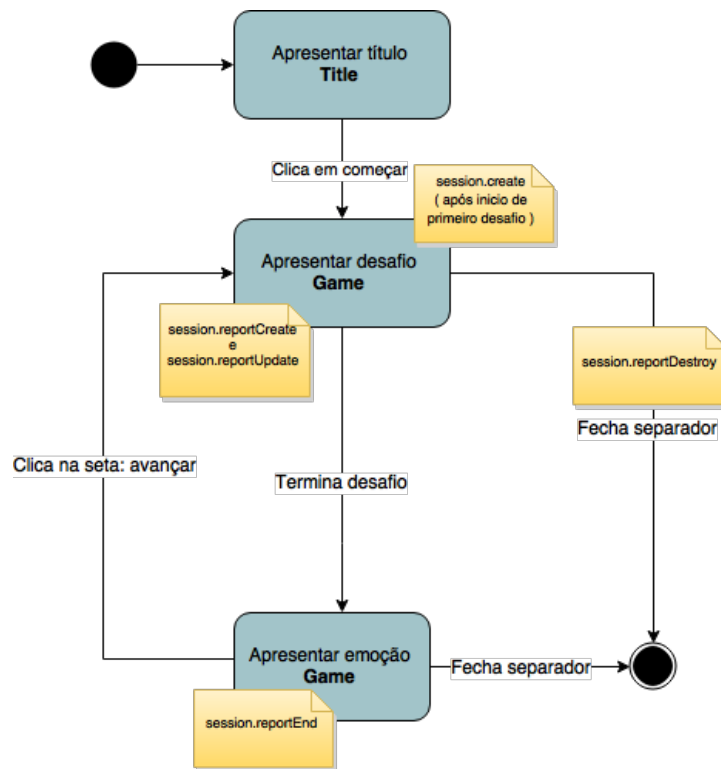 Apresentar título
Title
Clica em começar
session.create
( após inicio de
primeiro desafio )
Apresentar desafio
Game
session.reportCreate
e
session.reportUpdate
session.reportDestroy
Fecha separador
Clica na seta: avançar
Termina desafio
Apresentar emoção
Game
Fecha separador
session.reportEnd